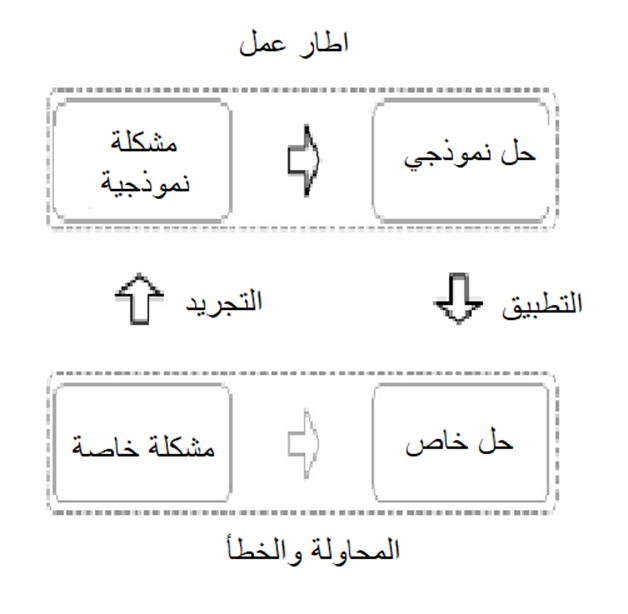 اطار عمل
مشكلة
نموذجية
حل نموذجي
التجريد
التطبيق
مشكلة خاصة
حل خاص
المحاولة والخطأ